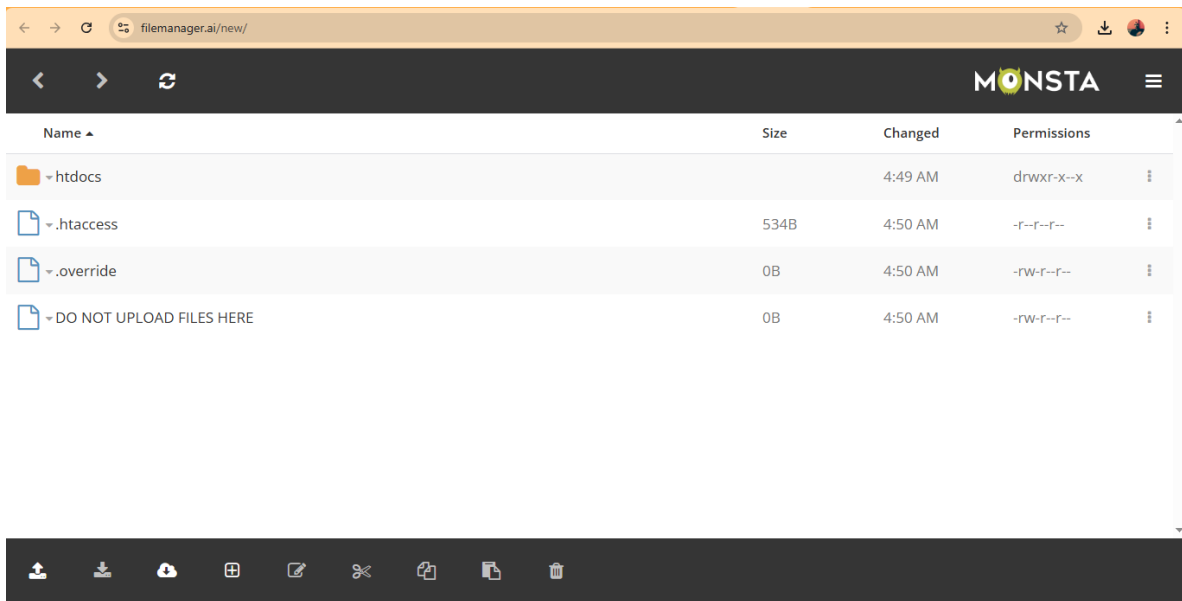 filemanager.ai/new/
MONSTA
Name Size Changed Permissions
htdocs 4:49 AM drwxr-x--x
.htaccess 534B 4:50 AM -r--r--r--
.override 0B 4:50 AM -rw-r--r--
DO NOT UPLOAD FILES HERE 0B 4:50 AM -rw-r--r--